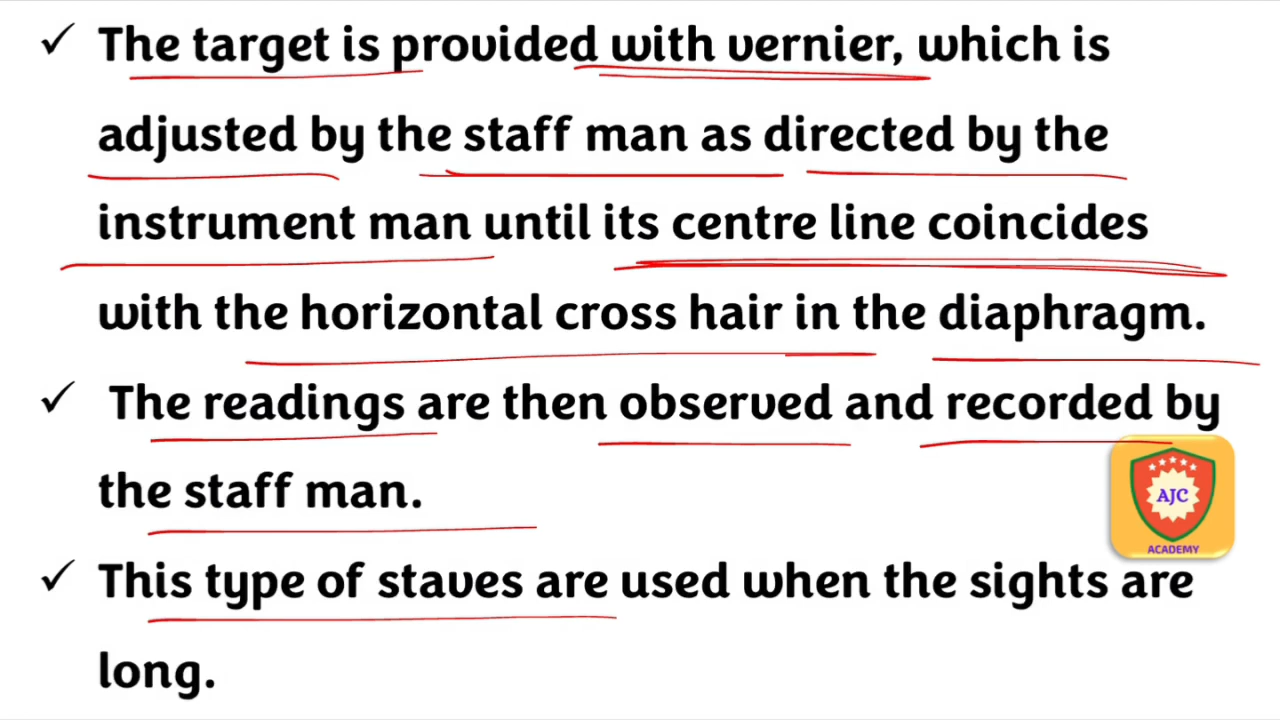 ✓ The target is provided with vernier, which is
adjusted by the staff man as directed by the
instrument man until its centre line coincides
with the horizontal cross hair in the diaphragm.
✓ The readings are then observed and recorded by
the staff man.
AJC
ACADEMY
✓ This type of staves are used when the sights are
long.